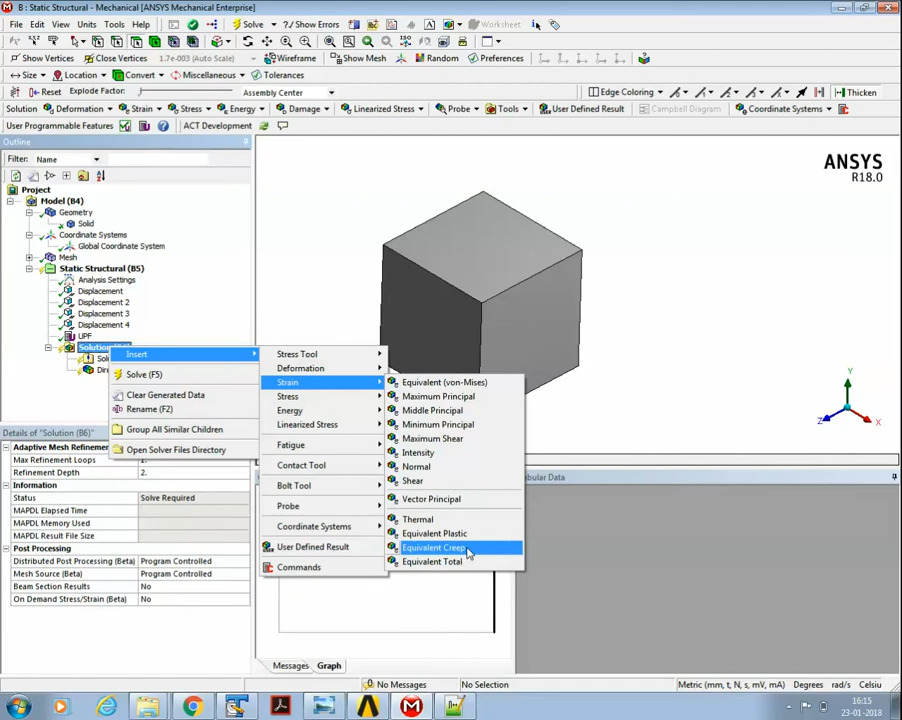 B : Static Structural - Mechanical [ANSYS Mechanical Enterprise]
File Edit View Units Tools Help Solve ?/Show Errors Worksheet
Show Vertices Close Vertices 1.7e-003 (Auto Scale) Wireframe Show Mesh Random Preferences
Size Location Convert Miscellaneous Tolerances
Reset Explode Factor: Assembly Center Edge Coloring Thicken
Solution Deformation Strain Stress Energy Damage Linearized Stress Probe Tools User Defined Result Campbell Diagram Coordinate Systems
User Programmable Features ACT Development
Outline
Filter: Name
Project
Model (B4)
Geometry
Solid
Coordinate Systems
Global Coordinate System
Mesh
Static Structural (B5)
Analysis Settings
Displacement
Displacement 2
Displacement 3
Displacement 4
UPF
Insert
Solve (F5)
Clear Generated Data
Rename (F2)
Group All Similar Children
Open Solver Files Directory
Stress Tool
Deformation
Strain
Stress
Energy
Linearized Stress
Fatigue
Contact Tool
Bolt Tool
Probe
Coordinate Systems
User Defined Result
Commands
Equivalent (von-Mises)
Maximum Principal
Middle Principal
Minimum Principal
Maximum Shear
Intensity
Normal
Shear
Vector Principal
Thermal
Equivalent Plastic
Equivalent Creep
Equivalent Total
ANSYS
R18.0
Y
Z
X
Details of "Solution (B6)"
Adaptive Mesh Refinement
Max Refinement Loops 1.
Refinement Depth 2.
Information
Status Solve Required
MAPDL Elapsed Time
MAPDL Memory Used
MAPDL Result File Size
Post Processing
Distributed Post Processing (Beta) Program Controlled
Mesh Source (Beta) Program Controlled
Beam Section Results No
On Demand Stress/Strain (Beta) No
Messages Graph
No Messages No Selection Metric (mm, t, N, s, mV, mA) Degrees rad/s Celsiu
16:15
23-01-2018